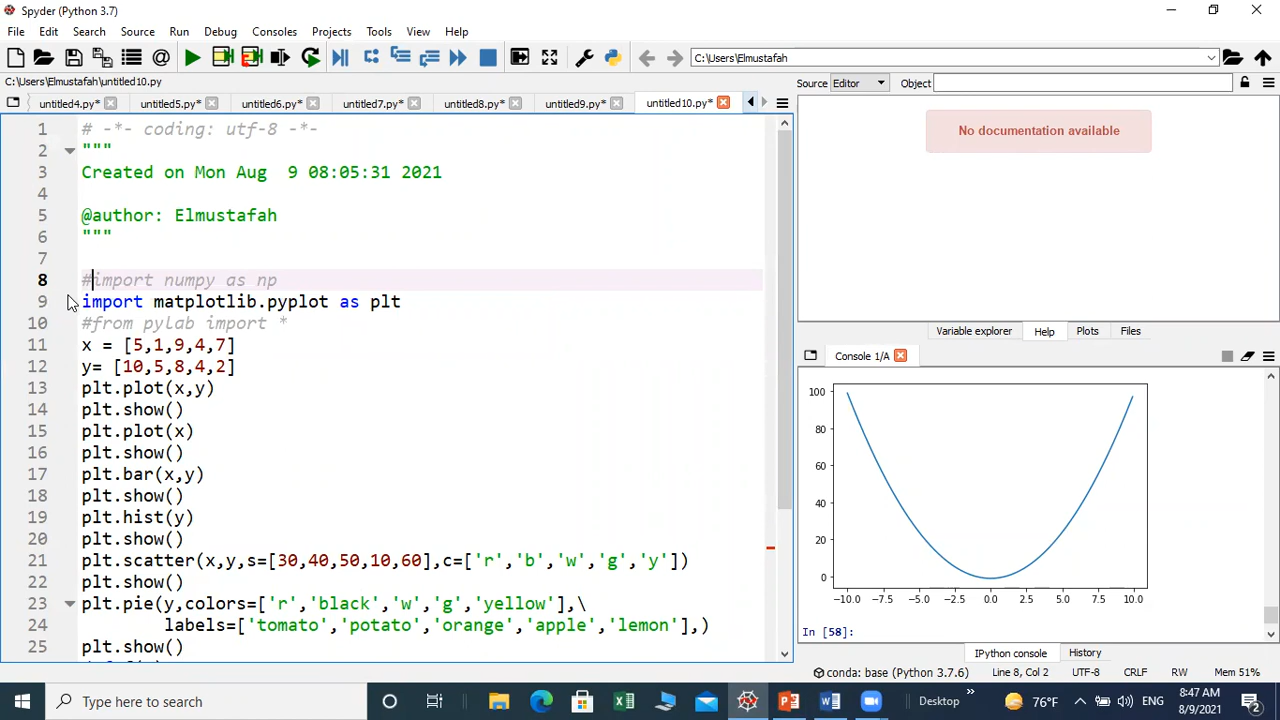 Spyder (Python 3.7)
File Edit Search Source Run Debug Consoles Projects Tools View Help
C:\Users\Elmustafah
C:\Users\Elmustafah\untitled10.py
untitled4.py* untitled5.py* untitled6.py* untitled7.py* untitled8.py* untitled9.py* untitled10.py*
1 # -*- coding: utf-8 -*-
2 """
3 Created on Mon Aug  9 08:05:31 2021
4
5 @author: Elmustafah
6 """
7
8 #import numpy as np
9 import matplotlib.pyplot as plt
10 #from pylab import *
11 x = [5,1,9,4,7]
12 y= [10,5,8,4,2]
13 plt.plot(x,y)
14 plt.show()
15 plt.plot(x)
16 plt.show()
17 plt.bar(x,y)
18 plt.show()
19 plt.hist(y)
20 plt.show()
21 plt.scatter(x,y,s=[30,40,50,10,60],c=['r','b','w','g','y'])
22 plt.show()
23 plt.pie(y,colors=['r','black','w','g','yellow'],\
24 labels=['tomato','potato','orange','apple','lemon'],)
25 plt.show()
Source Editor Object
No documentation available
Variable explorer Help Plots Files
Console 1/A
100
80
60
40
20
0
-10.0 -7.5 -5.0 -2.5 0.0 2.5 5.0 7.5 10.0
In [58]:
IPython console History
conda: base (Python 3.7.6) Line 8, Col 2 UTF-8 CRLF RW Mem 51%
Type here to search
Desktop » 76°F ENG
8:47 AM
8/9/2021
2